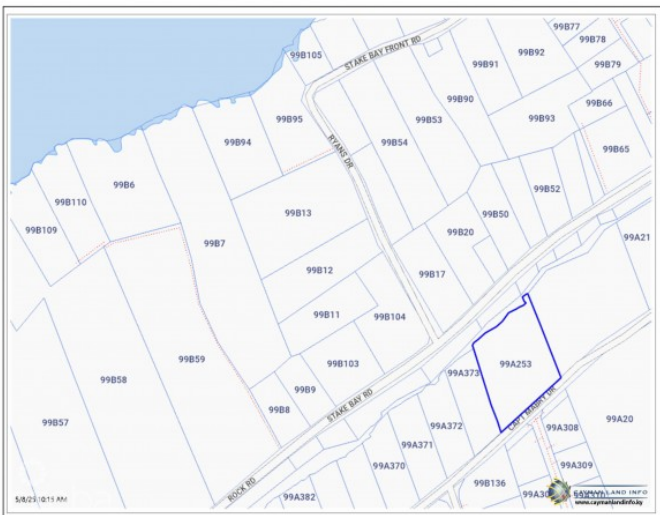 99B77
99B105
STAKE BAY FRONT RD
99B92
99B78
99B91
99B79
99B90
99B66
99B95
99B53
99B93
99B94
99B54
99B65
RYANS DR
99B6
99B52
99B110
99B13
99B50
99B109
99B7
99B20
99A21
99B12
99B17
99B11
99B104
99B59
99B103
99A373
99A253
99B58
99B9
STAKE BAY RD
CAPT MABRY DR
99B8
99B57
99A372
99A308
99A20
99A371
99A370
99A309
99B136
ROCK RD
99A382
5/8/25 10:15 AM
CAYMAN LAND INFO
www.caymanlandinfo.ky